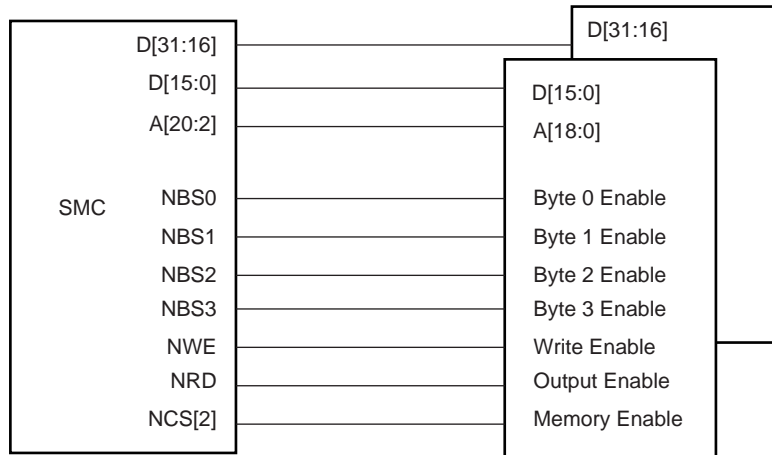 D[31:16] D[31:16]
D[15:0] D[15:0]
A[20:2] A[18:0]
SMC
NBS0 Byte 0 Enable
NBS1 Byte 1 Enable
NBS2 Byte 2 Enable
NBS3 Byte 3 Enable
NWE Write Enable
NRD Output Enable
NCS[2] Memory Enable